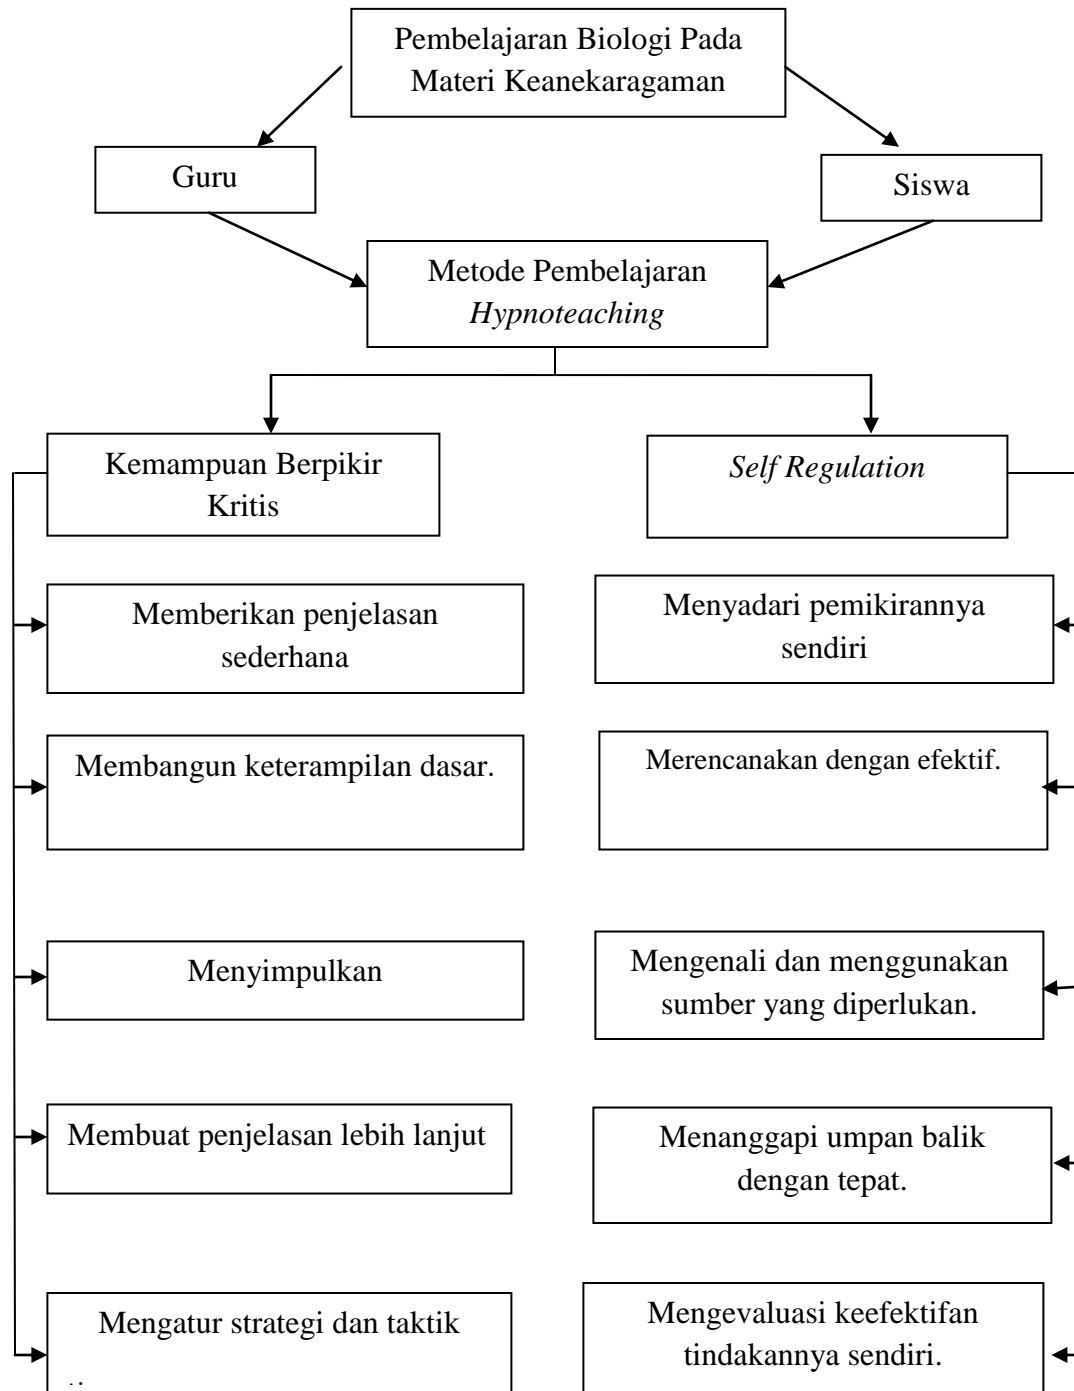 Pembelajaran Biologi Pada
Materi Keanekaragaman
Guru
Siswa
Metode Pembelajaran
Hypnoteaching
Kemampuan Berpikir
Kritis
Self Regulation
Memberikan penjelasan
sederhana
Menyadari pemikirannya
sendiri
Membangun keterampilan dasar.
Merencanakan dengan efektif.
Menyimpulkan
Mengenali dan menggunakan
sumber yang diperlukan.
Membuat penjelasan lebih lanjut
Menanggapi umpan balik
dengan tepat.
Mengatur strategi dan taktik
Mengevaluasi keefektifan
tindakannya sendiri.